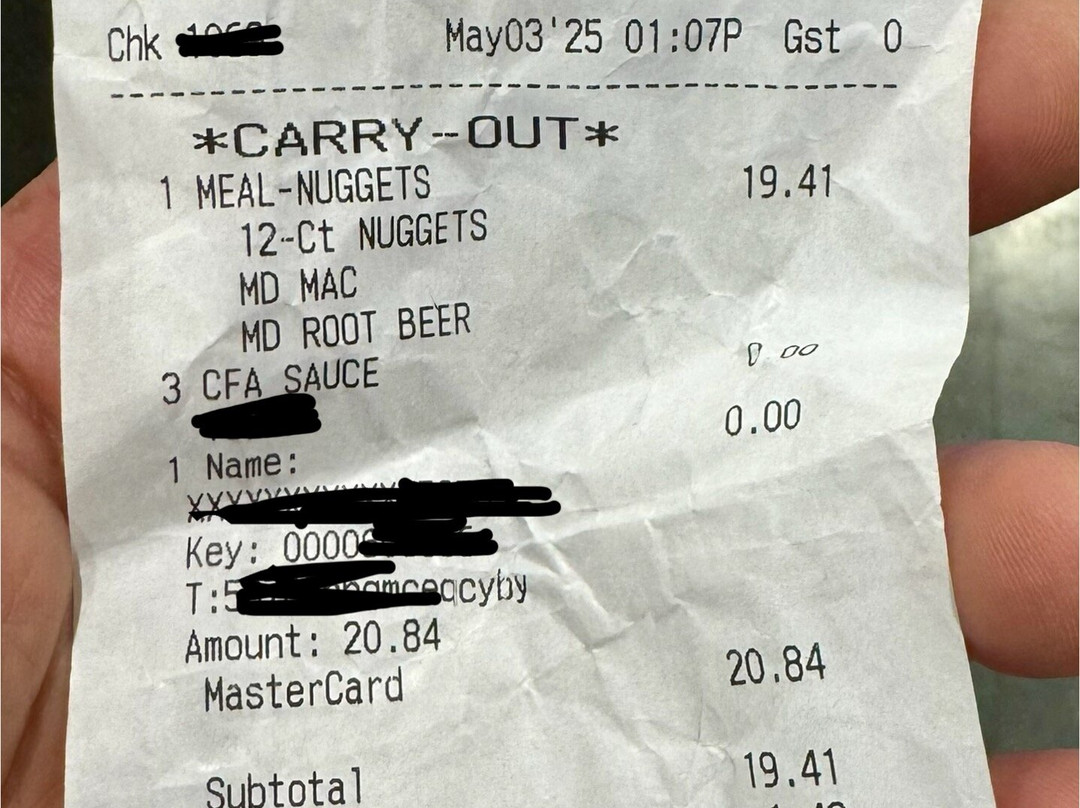 Chk May03'25 01:07P Gst 0
--------------------------------------------
*CARRY-OUT*
1 MEAL-NUGGETS 19.41
12-Ct NUGGETS
MD MAC
MD ROOT BEER
3 CFA SAUCE 0.00
1 Name: 0.00
Key:
Amount: 20.84
MasterCard 20.84
Subtotal 19.41